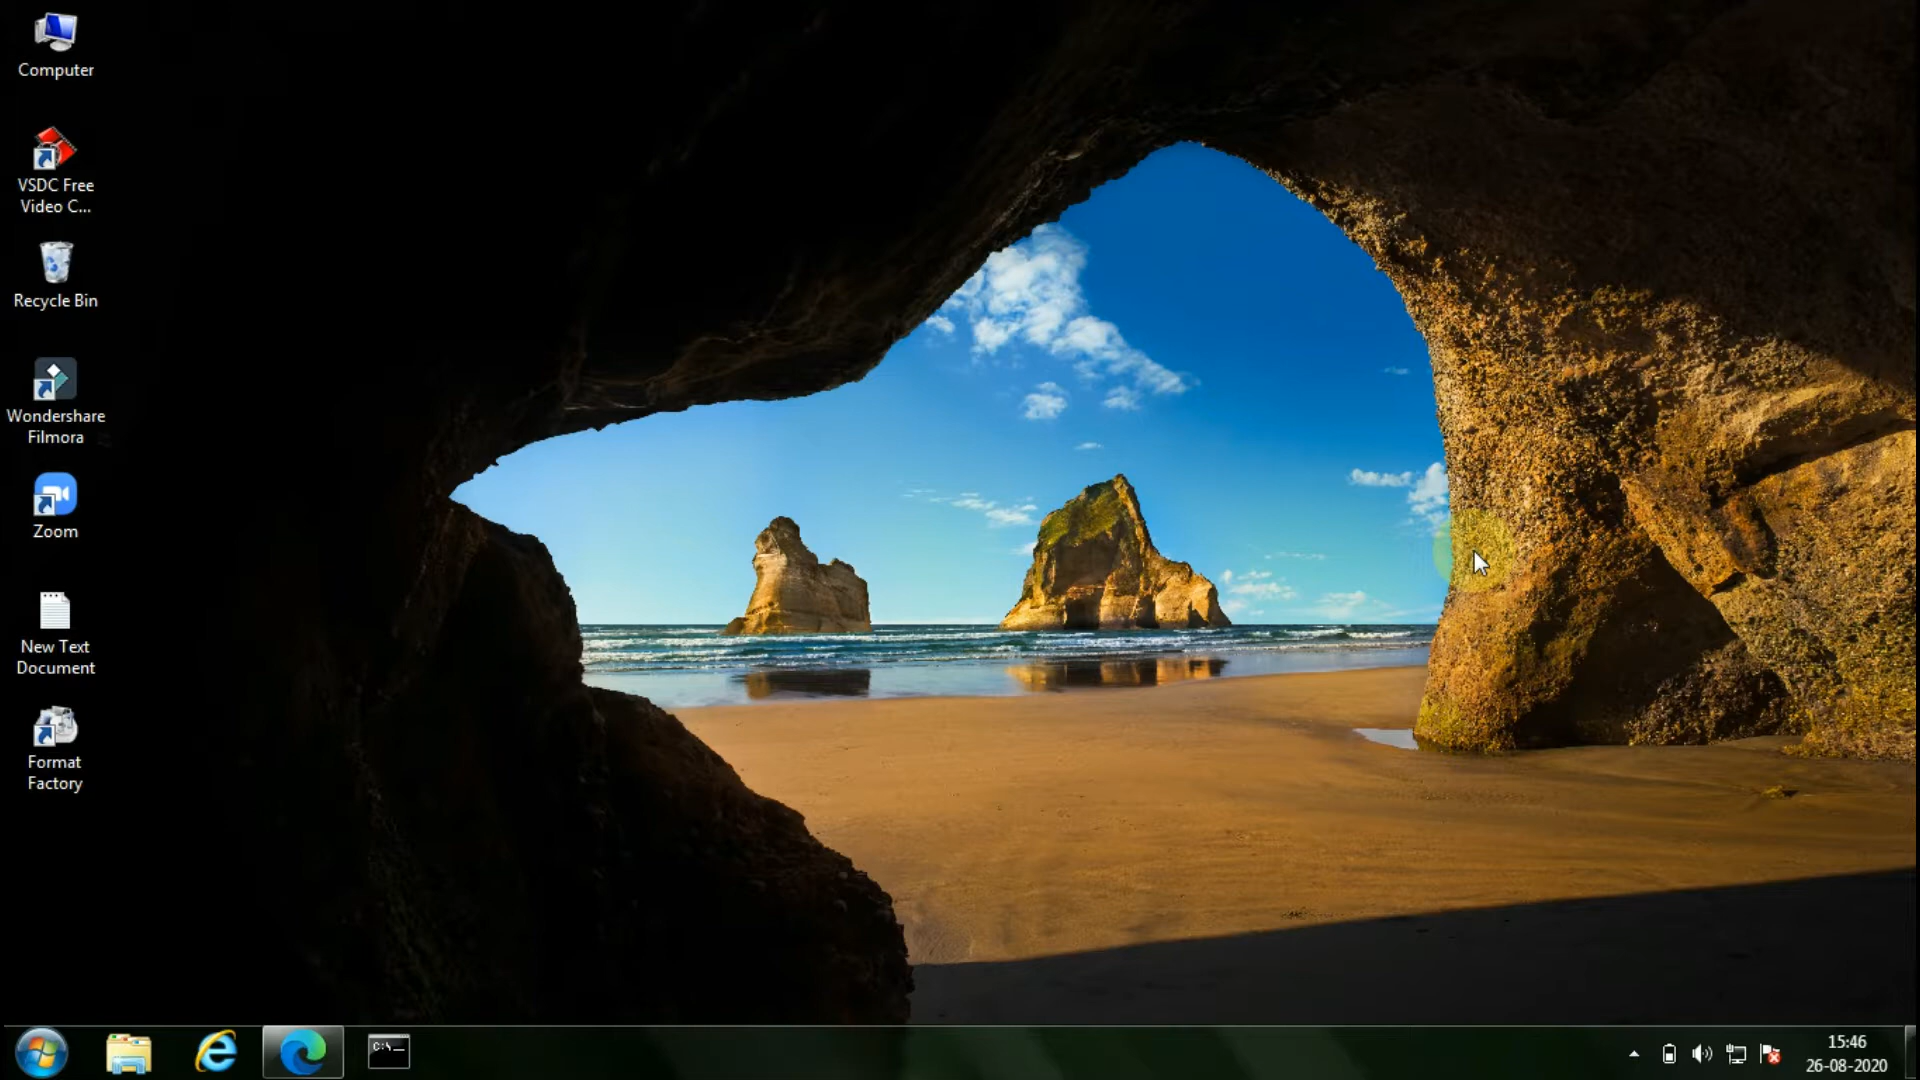 Computer
VSDC Free
Video C...
Recycle Bin
Wondershare
Filmora
Zoom
New Text
Document
Format
Factory
C:\_
15:46
26-08-2020